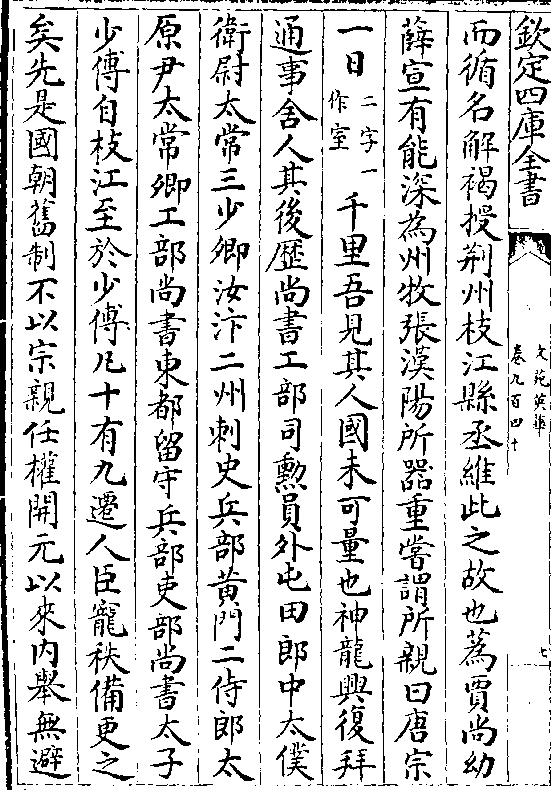 欽定四庫全書
文苑英華
卷九百四十
七
而循名解褐授荆州枝江縣丞維此之故也蔿賈尚幼
薛宣有能深為州牧張漢陽所器重嘗謂所親曰唐宗
一日二字一作室千里吾見其人國未可量也神龍興復拜
通事舍人其後歴尚書工部司勲員外屯田郎中太僕
衛尉太常三少卿汝汴二州刺史兵部黄門二侍郎太
原尹太常卿工部尚書東都留守兵部吏部尚書太子
少傅自枝江至於少傅凡十有九遷人臣寵秩備更之
矣先是國朝舊制不以宗親任權開元以來内舉無避